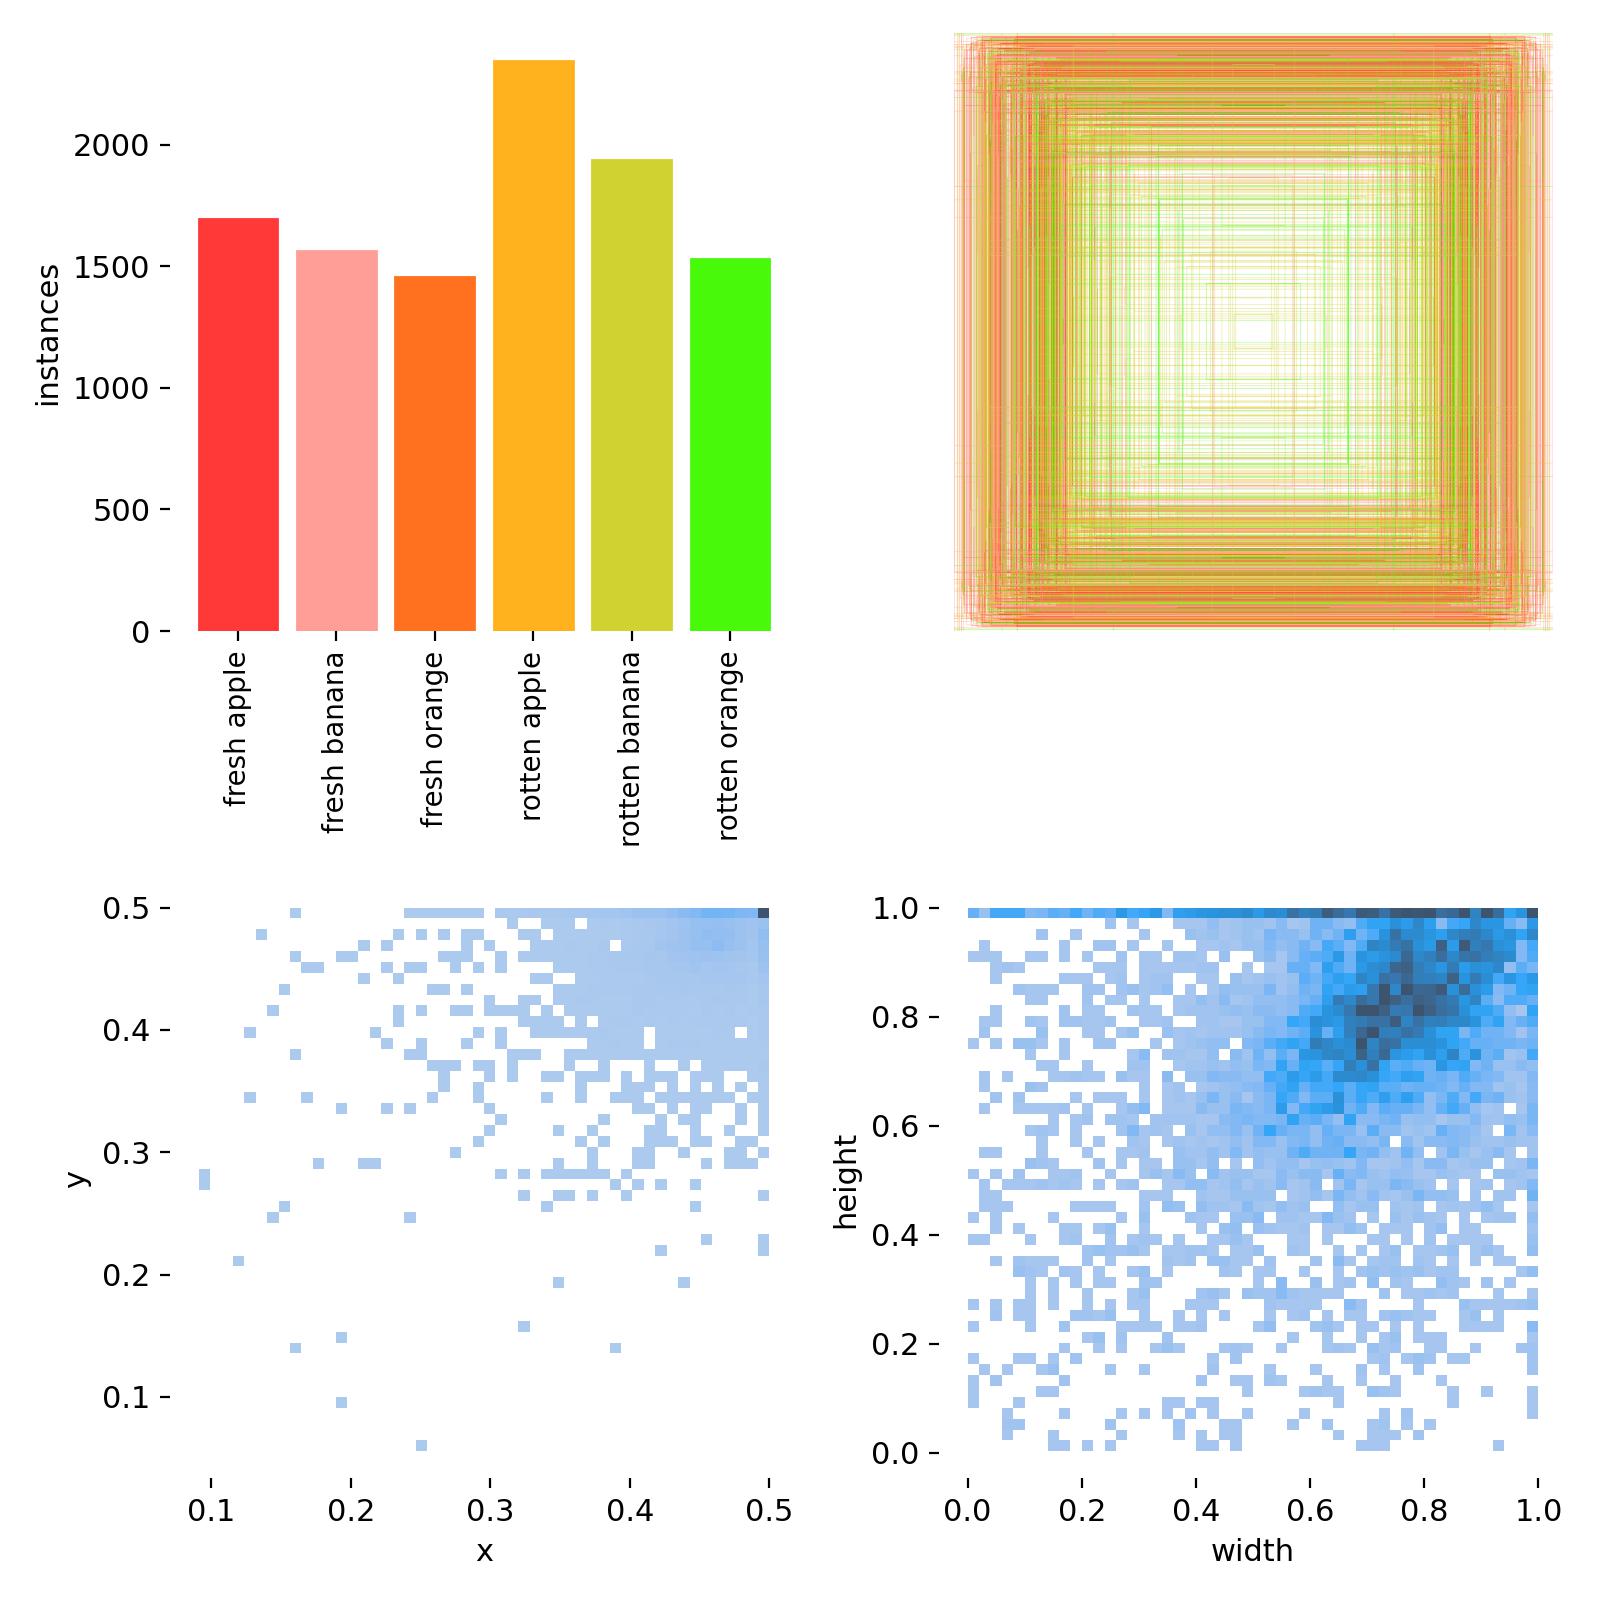 instances
2000
1500
1000
500
0
fresh apple
fresh banana
fresh orange
rotten apple
rotten banana
rotten orange
y
0.5
0.4
0.3
0.2
0.1
0.1 0.2 0.3 0.4 0.5
x
height
1.0
0.8
0.6
0.4
0.2
0.0
0.0 0.2 0.4 0.6 0.8 1.0
width